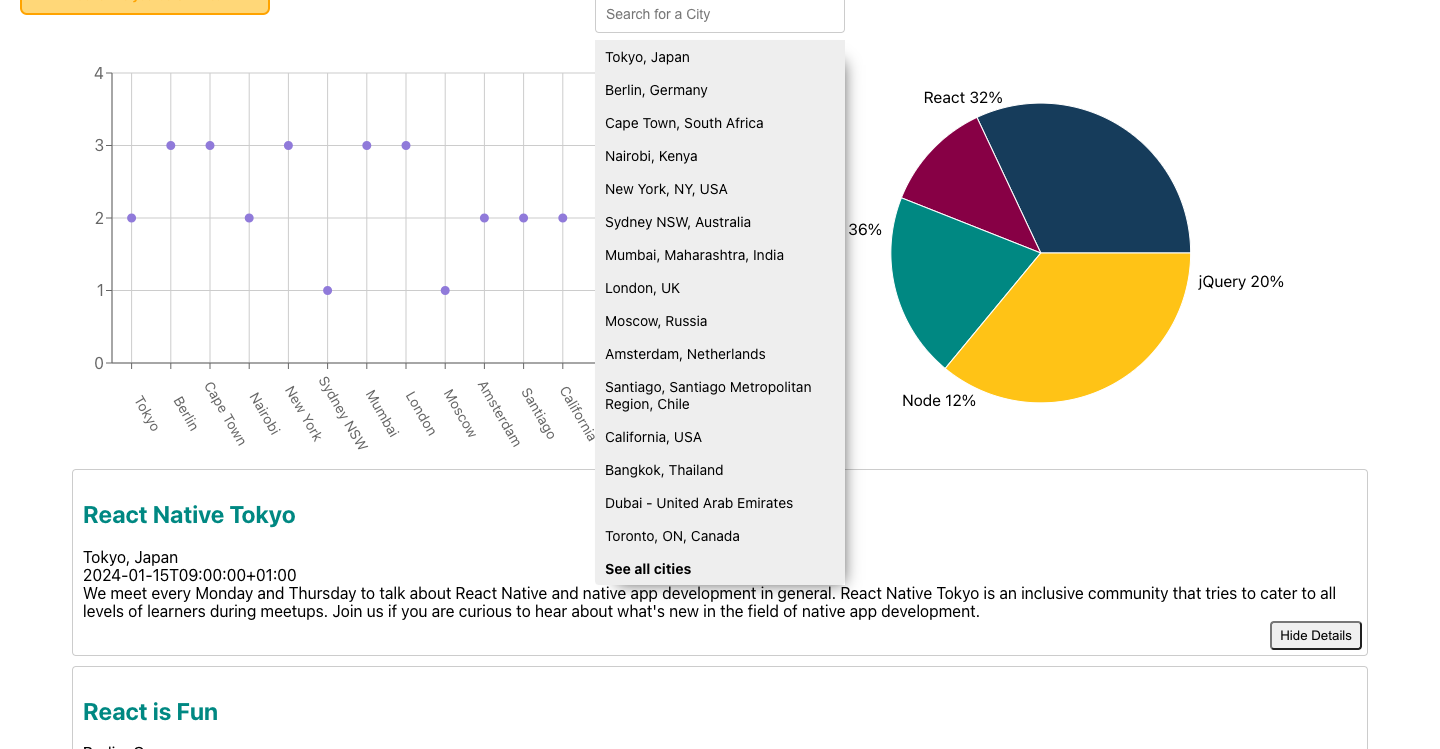 Search for a City
Tokyo, Japan
Berlin, Germany
Cape Town, South Africa
Nairobi, Kenya
New York, NY, USA
Sydney NSW, Australia
Mumbai, Maharashtra, India
London, UK
Moscow, Russia
Amsterdam, Netherlands
Santiago, Santiago Metropolitan
Region, Chile
California, USA
Bangkok, Thailand
Dubai - United Arab Emirates
Toronto, ON, Canada
See all cities
4
3
2
1
0
Tokyo
Berlin
Cape Town
Nairobi
New York
Sydney NSW
Mumbai
London
Moscow
Amsterdam
Santiago
California
React 32%
36%
jQuery 20%
Node 12%
React Native Tokyo
Tokyo, Japan
2024-01-15T09:00:00+01:00
We meet every Monday and Thursday to talk about React Native and native app development in general. React Native Tokyo is an inclusive community that tries to cater to all
levels of learners during meetups. Join us if you are curious to hear about what's new in the field of native app development.
Hide Details
React is Fun